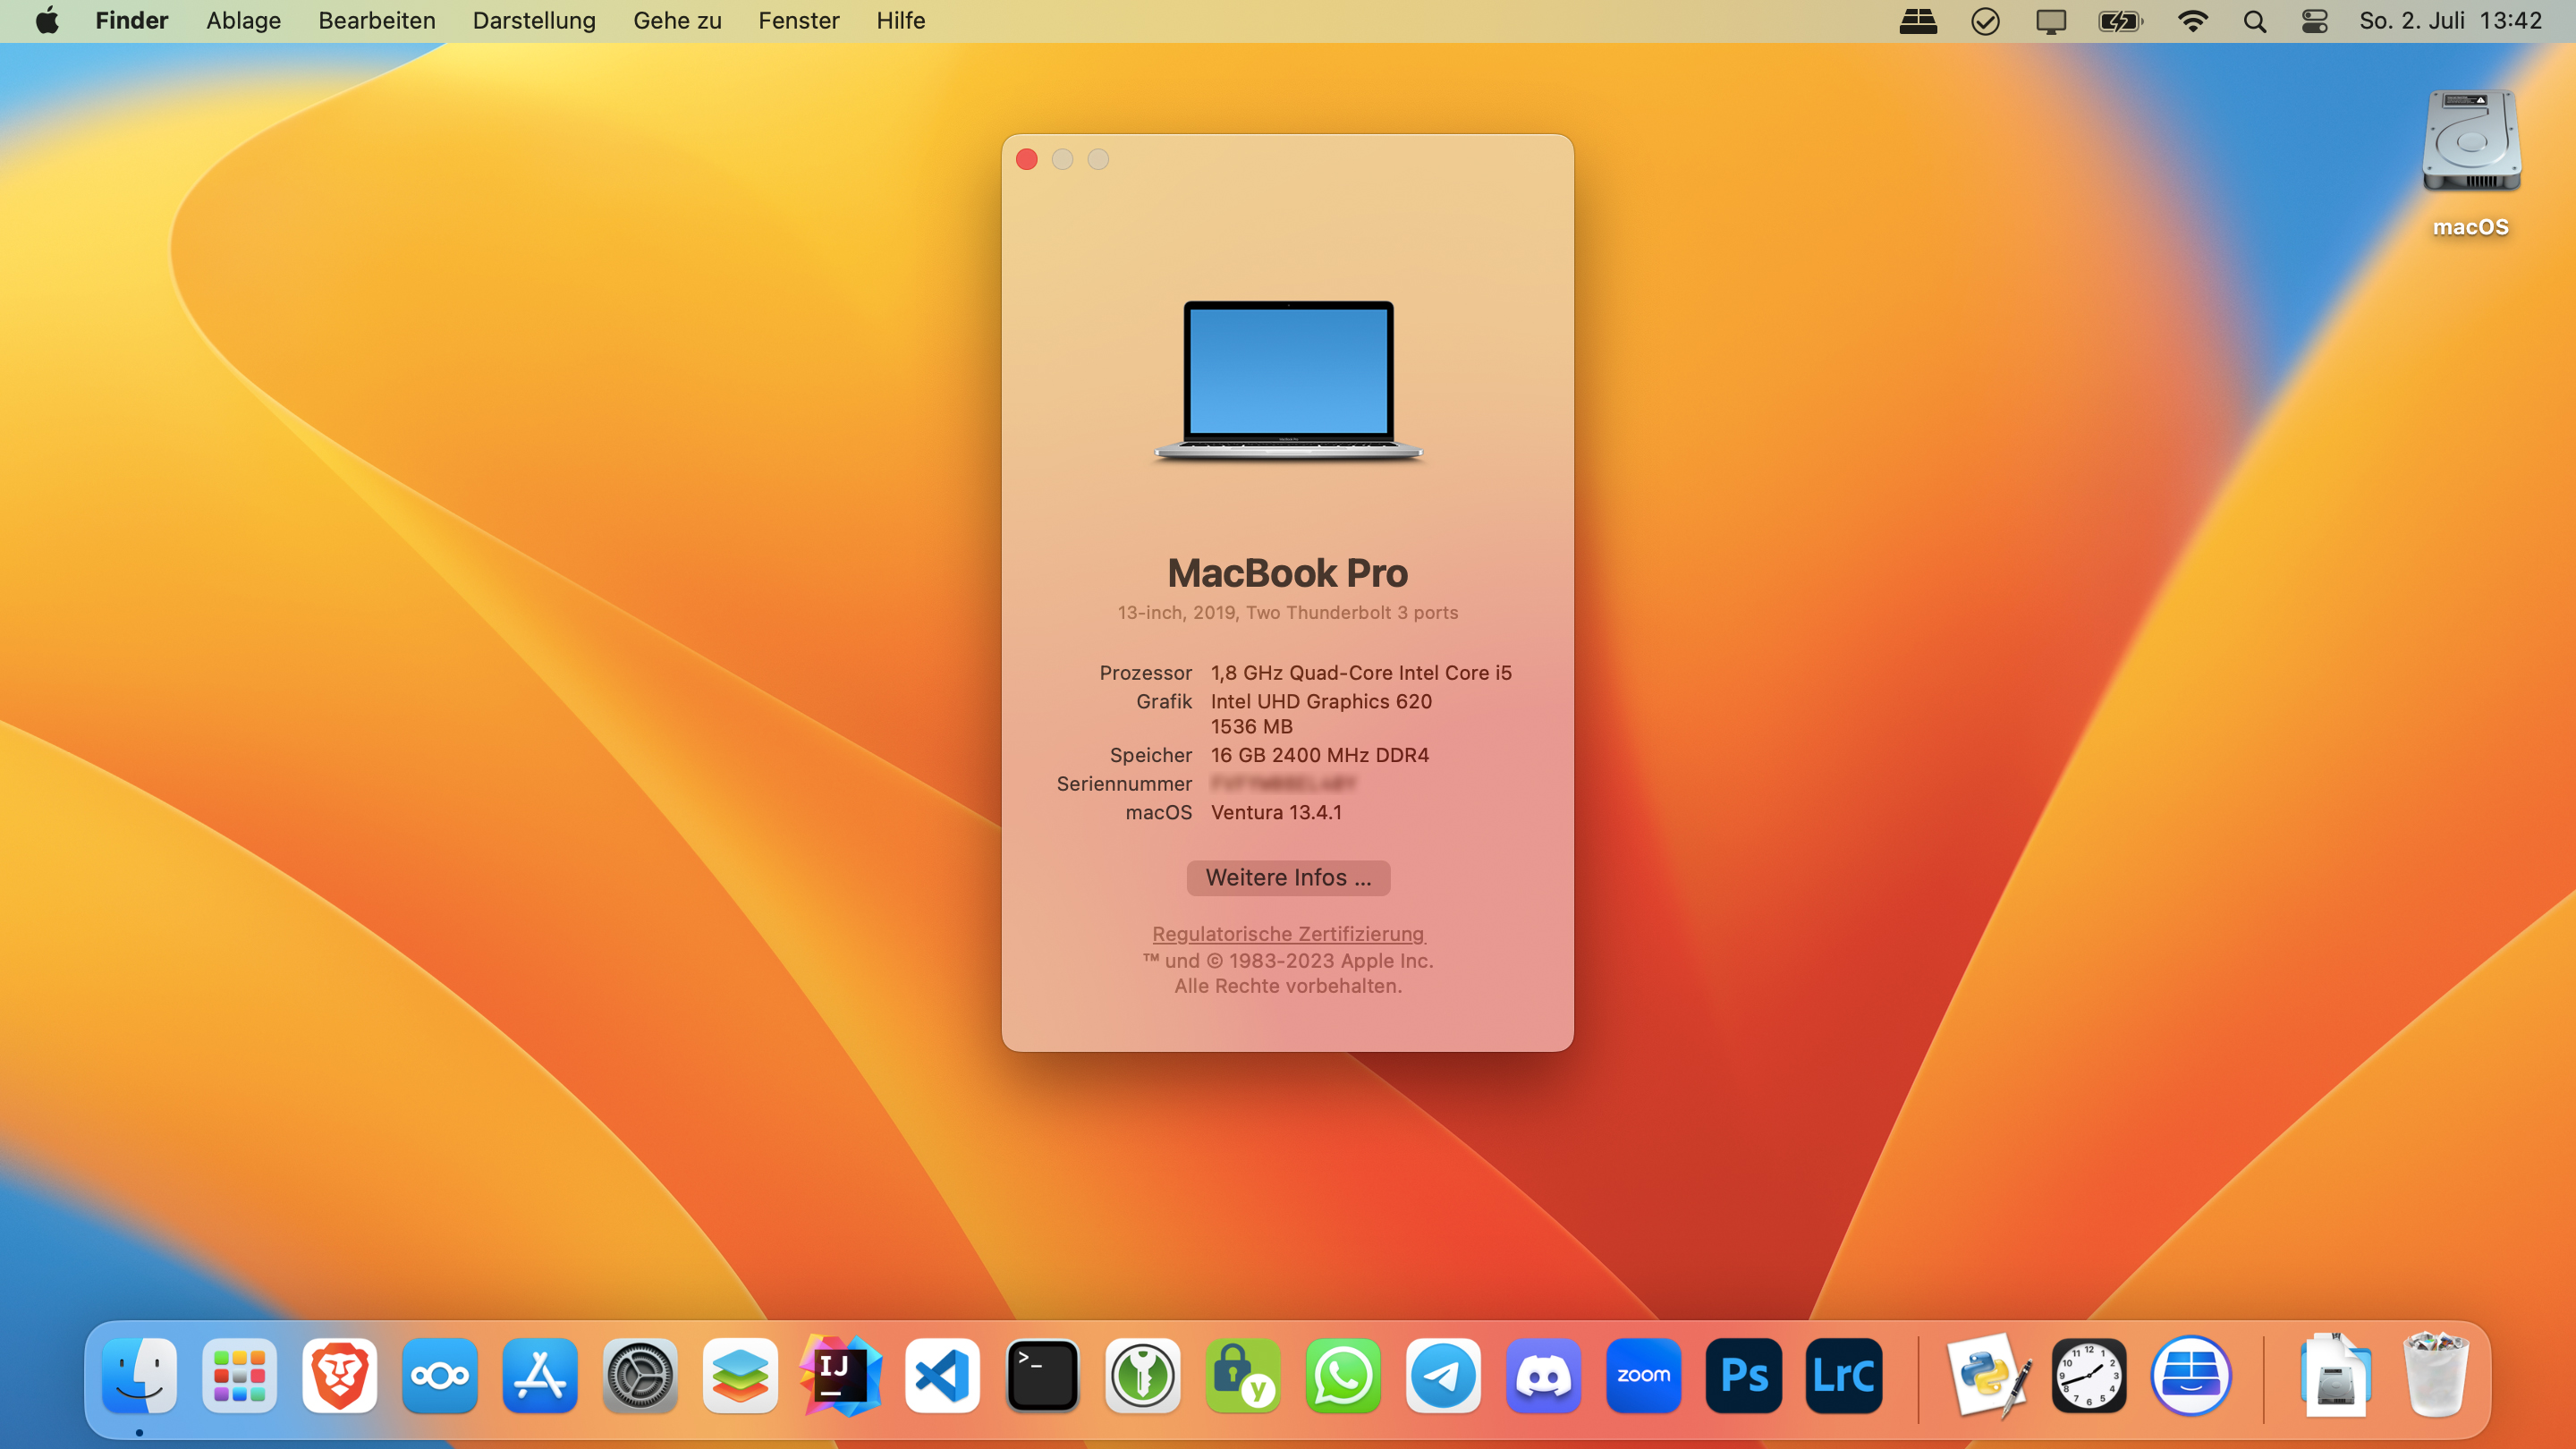 Finder Ablage Bearbeiten Darstellung Gehe zu Fenster Hilfe So. 2. Juli 13:42
macOS
MacBook Pro
13-inch, 2019, Two Thunderbolt 3 ports
Prozessor 1,8 GHz Quad-Core Intel Core i5
Grafik Intel UHD Graphics 620
1536 MB
Speicher 16 GB 2400 MHz DDR4
Seriennummer
macOS Ventura 13.4.1
Weitere Infos ...
Regulatorische Zertifizierung
™ und © 1983-2023 Apple Inc.
Alle Rechte vorbehalten.
IJ >_ y zoom Ps LrC